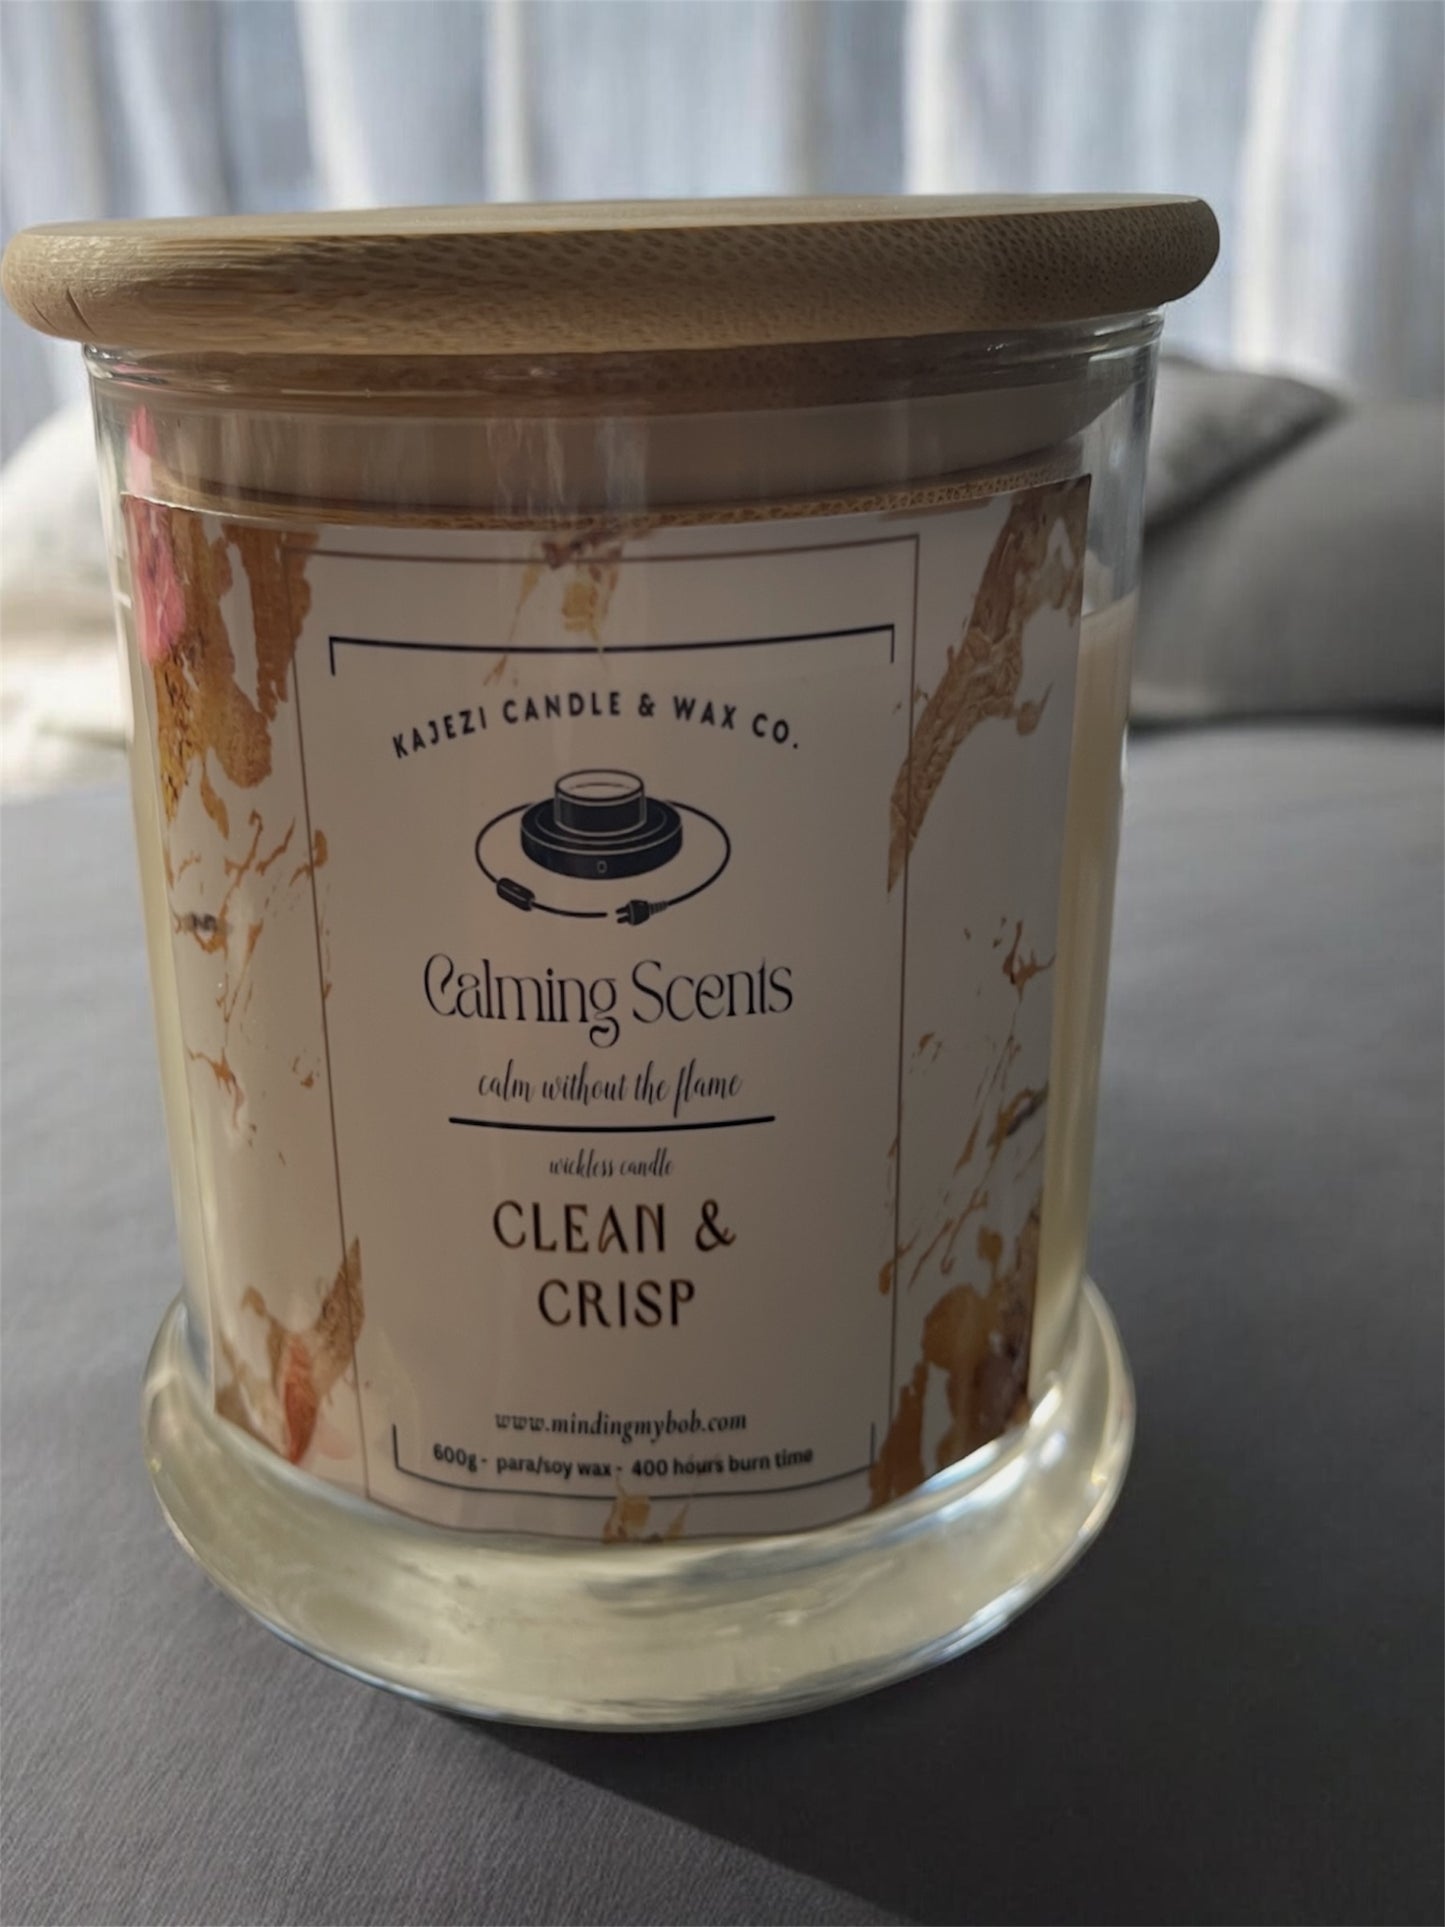 KAJEZI CANDLE & WAX CO.
Calming Scents
calm without the flame
wickless candle
CLEAN &
CRISP
www.mindingmybob.com
600g - para/soy wax - 400 hours burn time